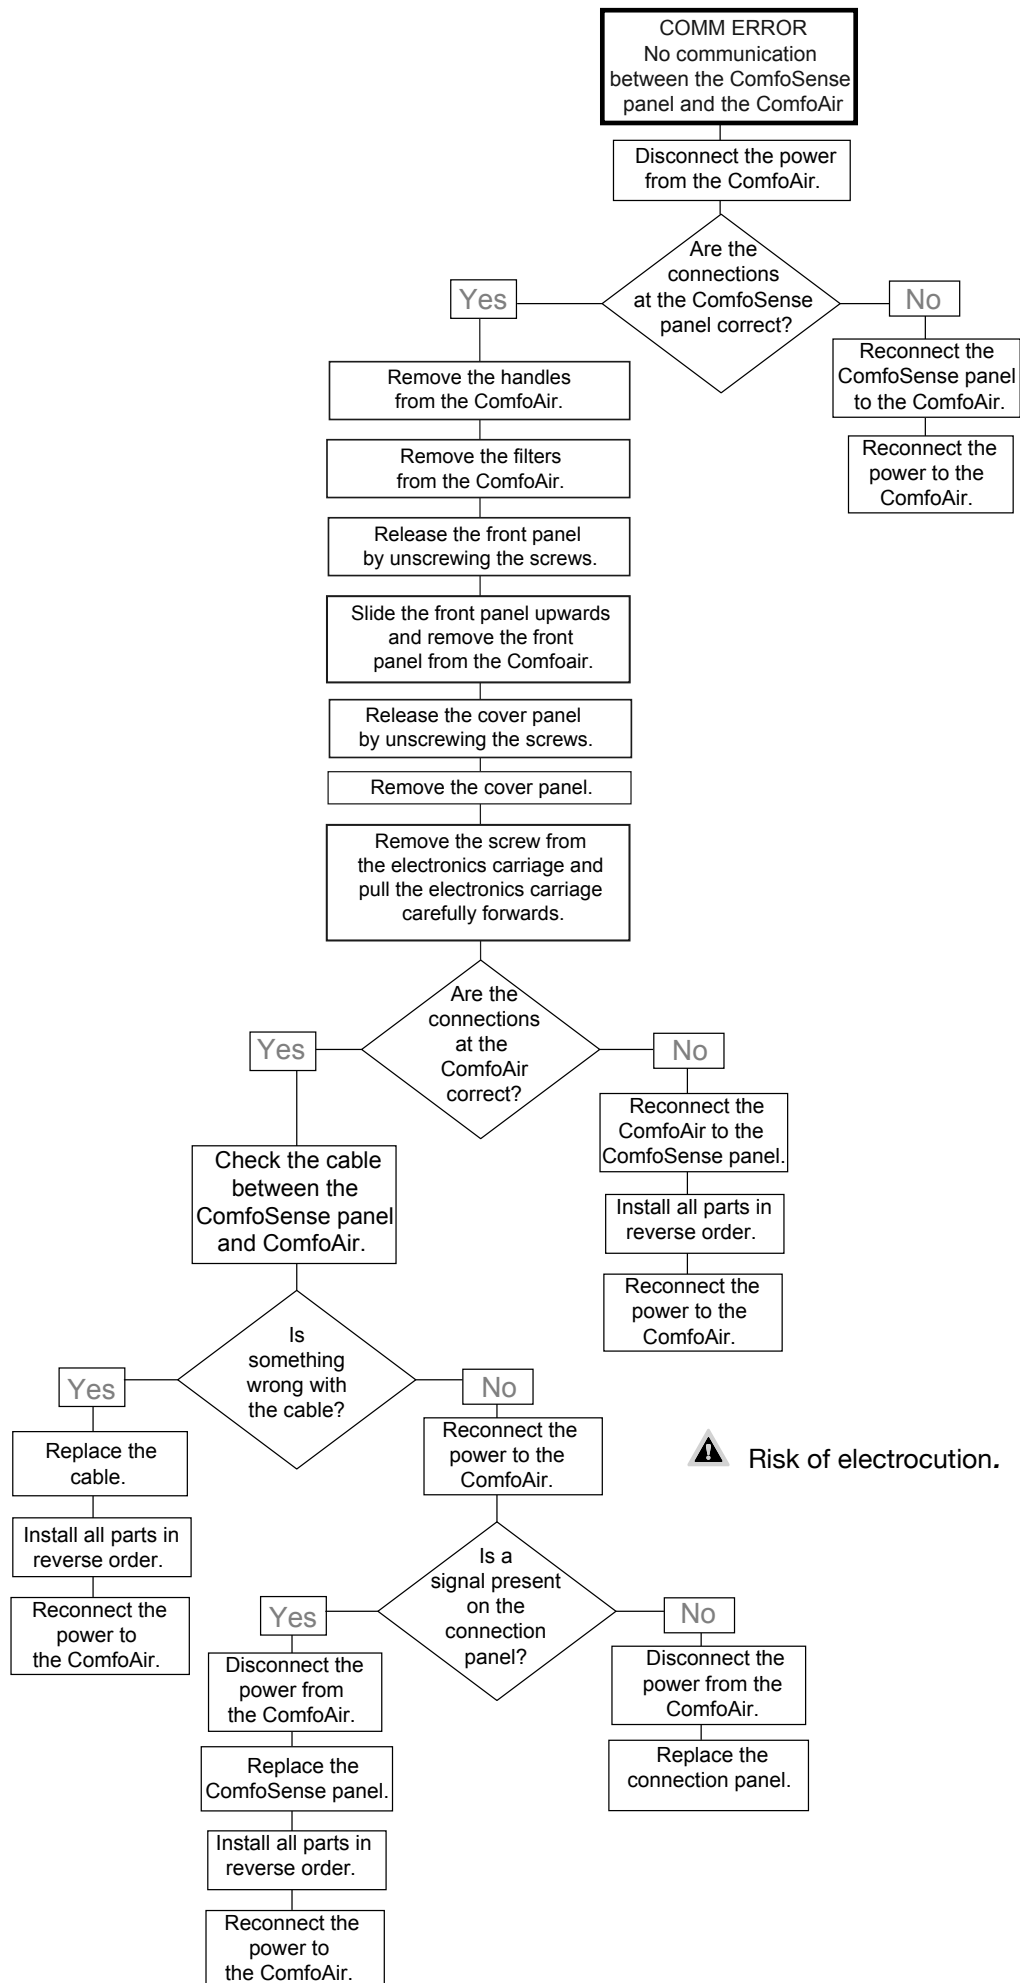 COMM ERROR
No communication
between the ComfoSense
panel and the ComfoAir
Disconnect the power
from the ComfoAir.
Are the
connections
at the ComfoSense
panel correct?
Yes
No
Remove the handles
from the ComfoAir.
Reconnect the
ComfoSense panel
to the ComfoAir.
Remove the filters
from the ComfoAir.
Reconnect the
power to the
ComfoAir.
Release the front panel
by unscrewing the screws.
Slide the front panel upwards
and remove the front
panel from the Comfoair.
Release the cover panel
by unscrewing the screws.
Remove the cover panel.
Remove the screw from
the electronics carriage and
pull the electronics carriage
carefully forwards.
Are the
connections
at the
ComfoAir
correct?
Yes
No
Check the cable
between the
ComfoSense panel
and ComfoAir.
Reconnect the
ComfoAir to the
ComfoSense panel.
Install all parts in
reverse order.
Reconnect the
power to the
ComfoAir.
Is
something
wrong with
the cable?
Yes
No
Replace the
cable.
Install all parts in
reverse order.
Reconnect the
power to
the ComfoAir.
Reconnect the
power to the
ComfoAir.
Risk of electrocution.
Is a
signal present
on the
connection
panel?
Yes
No
Disconnect the
power from
the ComfoAir.
Replace the
ComfoSense panel.
Install all parts in
reverse order.
Reconnect the
power to
the ComfoAir.
Disconnect the
power from the
ComfoAir.
Replace the
connection panel.